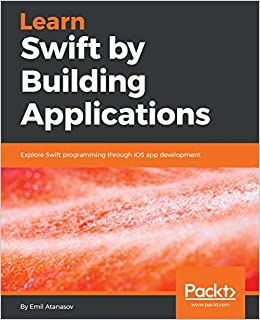 Learn
Swift by
Building
Applications
Explore Swift programming through iOS app development
By Emil Atanasov
Packt>
www.packt.com